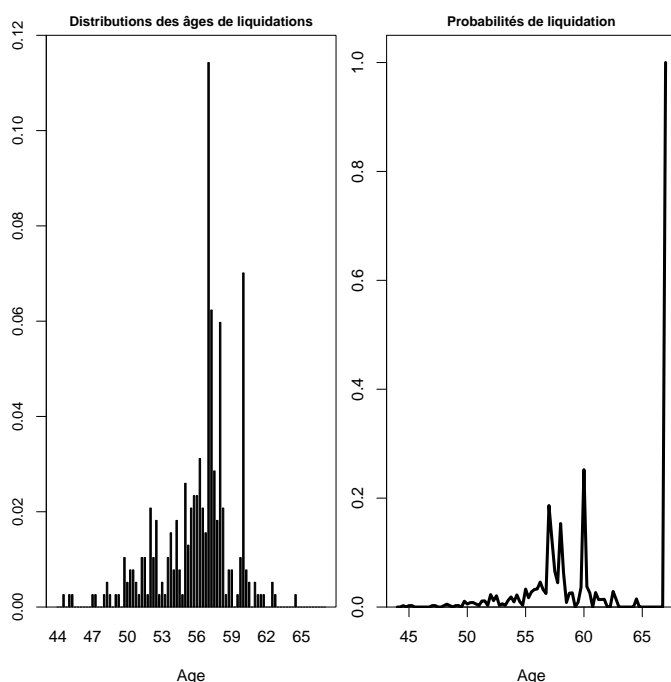 Distributions des âges de liquidations
0.12
0.10
0.08
0.06
0.04
0.02
0.00
44 47 50 53 56 59 62 65
Age
Probabilités de liquidation
1.0
0.8
0.6
0.4
0.2
0.0
45 50 55 60 65
Age